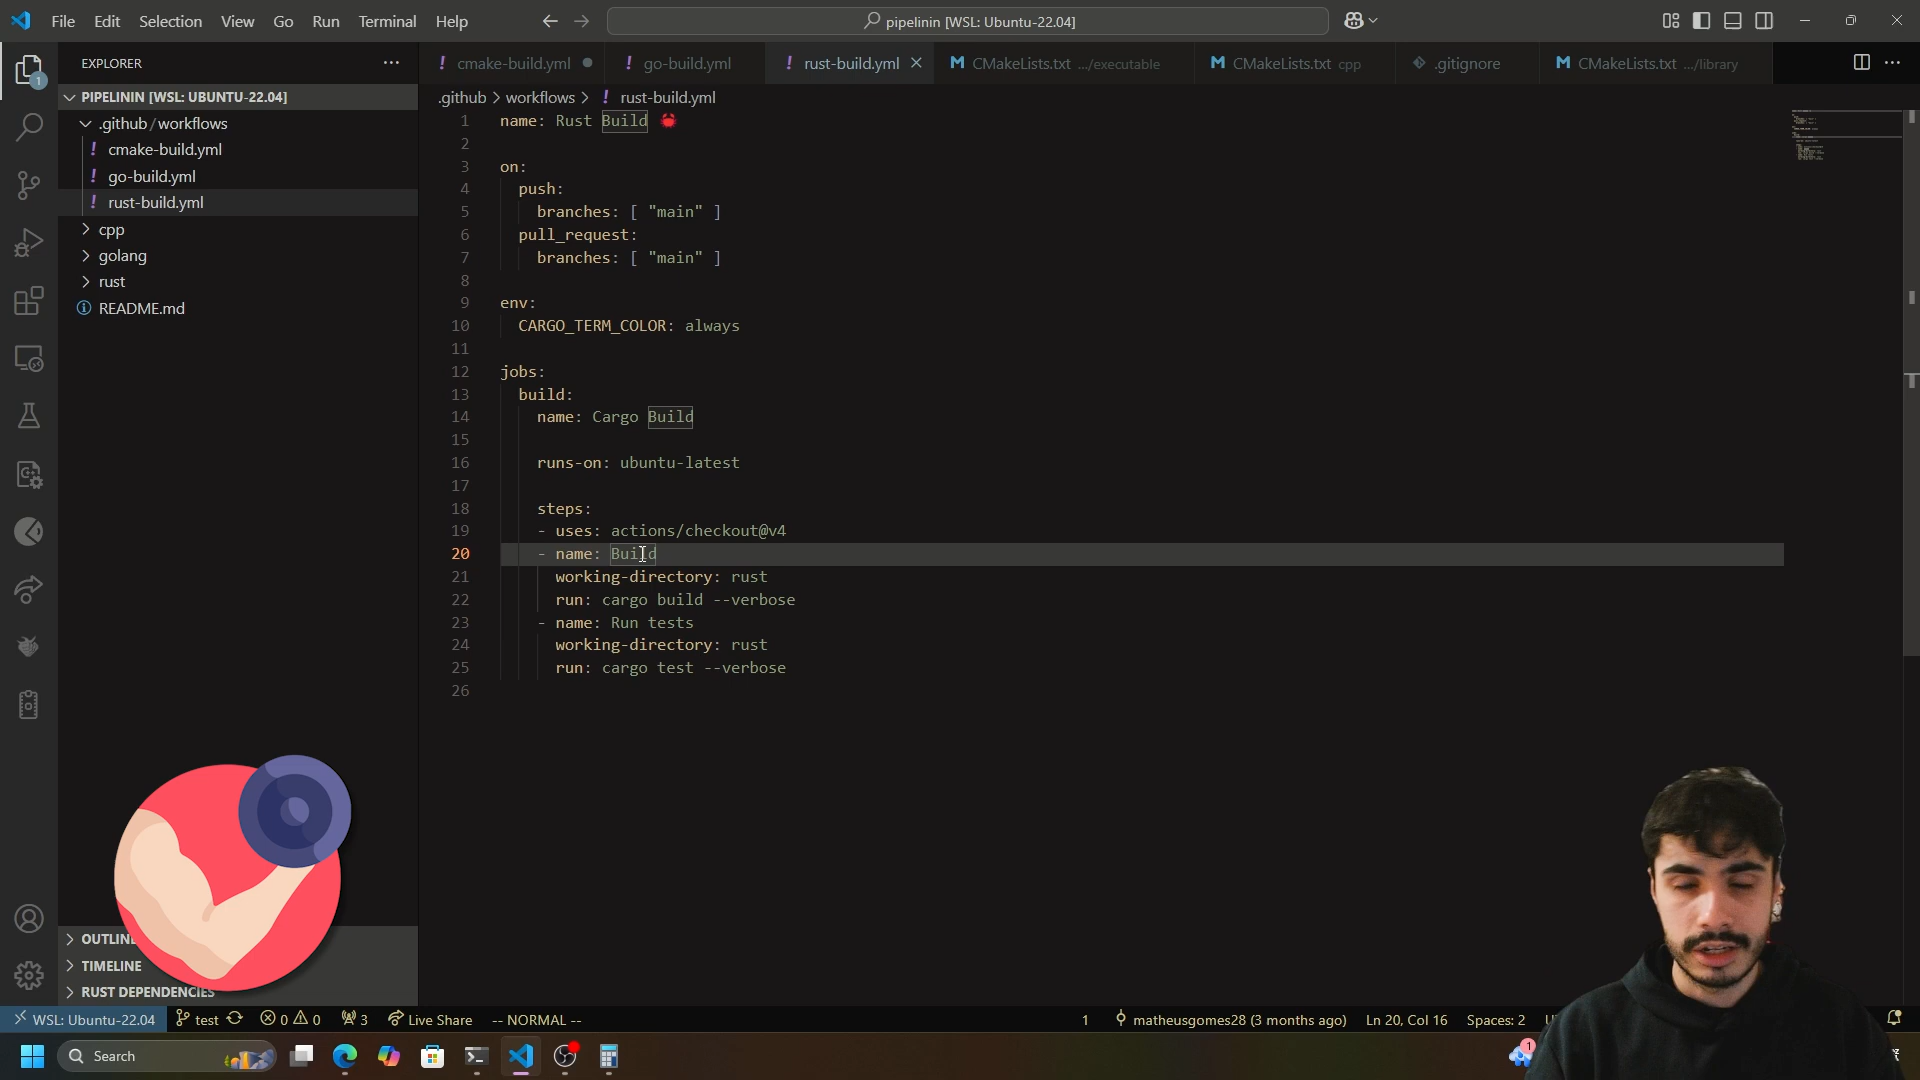 File Edit Selection View Go Run Terminal Help
pipelinin [WSL: Ubuntu-22.04]
EXPLORER
1
PIPELININ [WSL: UBUNTU-22.04]
.github / workflows
! cmake-build.yml
! go-build.yml
! rust-build.yml
cpp
golang
rust
README.md
OUTLINE
TIMELINE
RUST DEPENDENCIES
! cmake-build.yml
! go-build.yml
! rust-build.yml
M CMakeLists.txt .../executable
M CMakeLists.txt cpp
.gitignore
M CMakeLists.txt .../library
.github > workflows > ! rust-build.yml
1 name: Rust Build 🦀
2
3 on:
4 push:
5 branches: [ "main" ]
6 pull_request:
7 branches: [ "main" ]
8
9 env:
10 CARGO_TERM_COLOR: always
11
12 jobs:
13 build:
14 name: Cargo Build
15
16 runs-on: ubuntu-latest
17
18 steps:
19 - uses: actions/checkout@v4
20 - name: Build
21 working-directory: rust
22 run: cargo build --verbose
23 - name: Run tests
24 working-directory: rust
25 run: cargo test --verbose
26
WSL: Ubuntu-22.04 test 0 0 3 Live Share -- NORMAL -- 1 matheusgomes28 (3 months ago) Ln 20, Col 16 Spaces: 2
Search
1